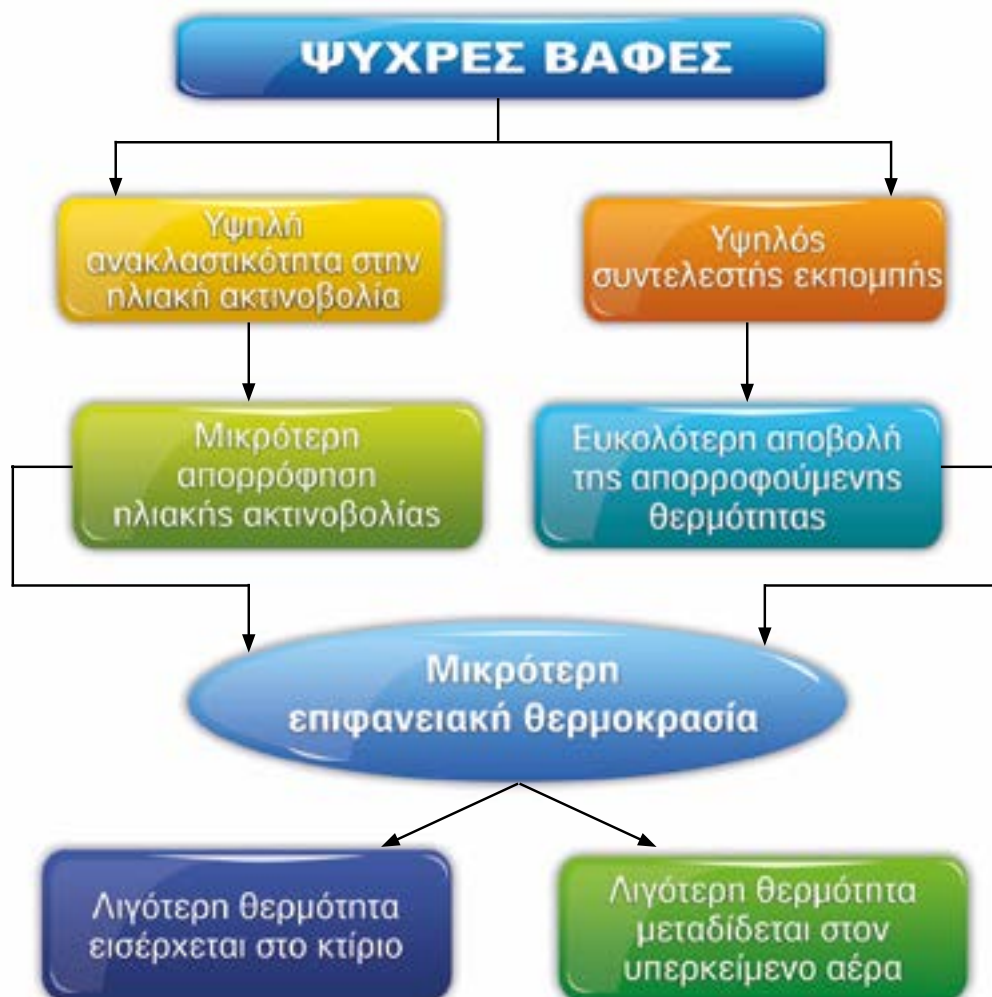 ΨΥΧΡΕΣ ΒΑΦΕΣ
Υψηλή
ανακλαστικότητα στην
ηλιακή ακτινοβολία
Υψηλός
συντελεστής εκπομπής
Μικρότερη
απορρόφηση
ηλιακής ακτινοβολίας
Ευκολότερη αποβολή
της απορροφούμενης
θερμότητας
Μικρότερη
επιφανειακή θερμοκρασία
Λιγότερη θερμότητα
εισέρχεται στο κτίριο
Λιγότερη θερμότητα
μεταδίδεται στον
υπερκείμενο αέρα